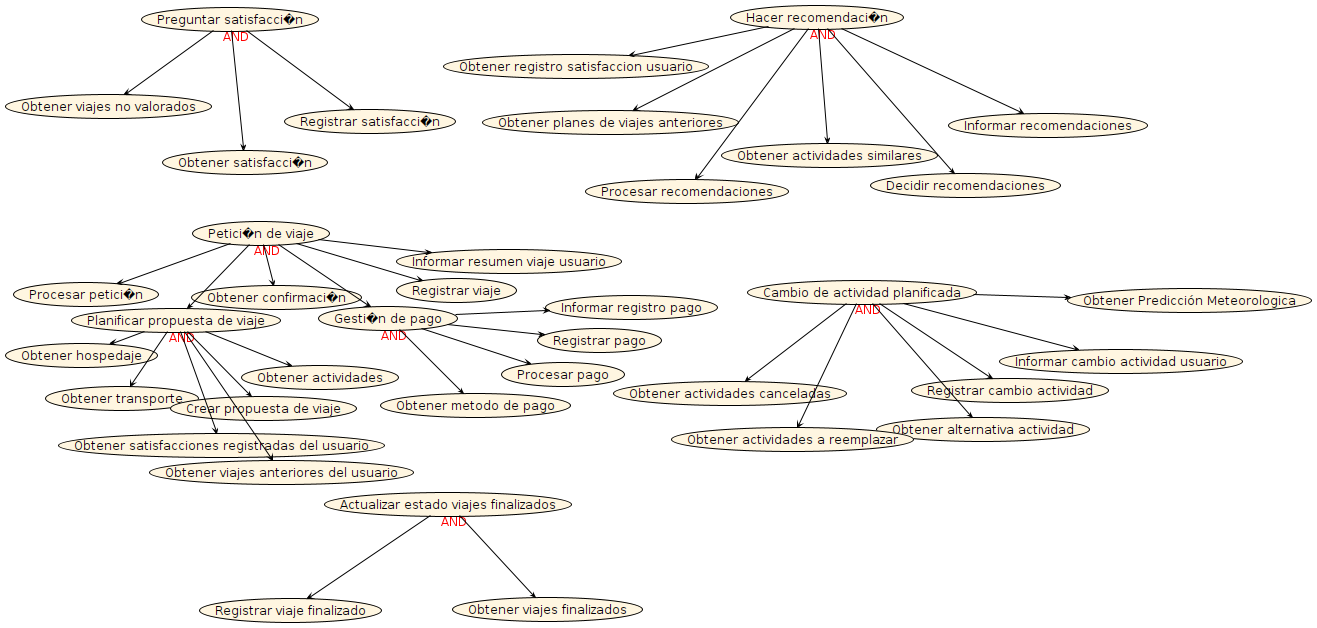 Preguntar satisfacci�n
AND
Obtener viajes no valorados
Registrar satisfacci�n
Obtener satisfacci�n
Hacer recomendaci�n
AND
Obtener registro satisfaccion usuario
Obtener planes de viajes anteriores
Informar recomendaciones
Obtener actividades similares
Procesar recomendaciones
Decidir recomendaciones
Petici�n de viaje
AND
Informar resumen viaje usuario
Procesar petici�n
Obtener confirmaci�n
Registrar viaje
Planificar propuesta de viaje
AND
Gesti�n de pago
AND
Informar registro pago
Registrar pago
Procesar pago
Obtener metodo de pago
Obtener hospedaje
Obtener actividades
Obtener transporte
Crear propuesta de viaje
Obtener satisfacciones registradas del usuario
Obtener viajes anteriores del usuario
Cambio de actividad planificada
AND
Obtener Predicción Meteorologica
Informar cambio actividad usuario
Obtener actividades canceladas
Registrar cambio actividad
Obtener alternativa actividad
Obtener actividades a reemplazar
Actualizar estado viajes finalizados
AND
Registrar viaje finalizado
Obtener viajes finalizados